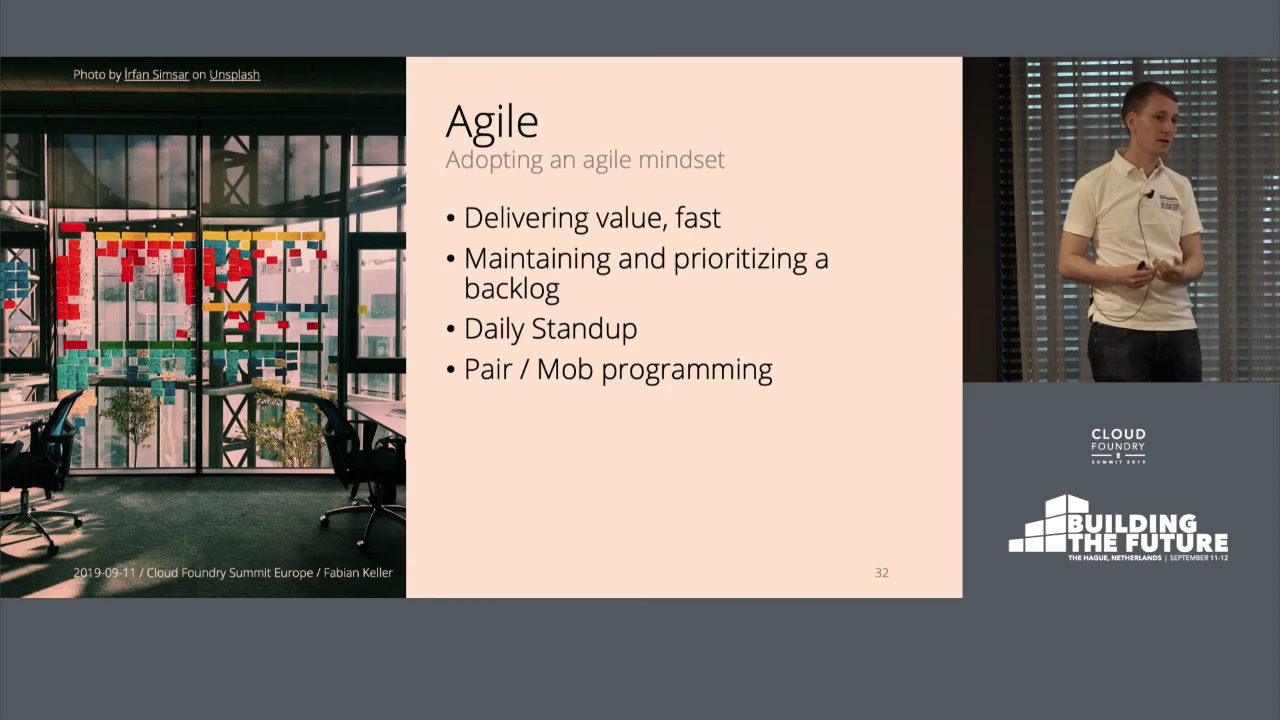 Photo by İrfan Simsar on Unsplash
Agile
Adopting an agile mindset
• Delivering value, fast
• Maintaining and prioritizing a
backlog
• Daily Standup
• Pair / Mob programming
2019-09-11 / Cloud Foundry Summit Europe / Fabian Keller
32
CLOUD
FOUNDRY
SUMMIT 2019
BUILDING
THE FUTURE
THE HAGUE, NETHERLANDS | SEPTEMBER 11-12